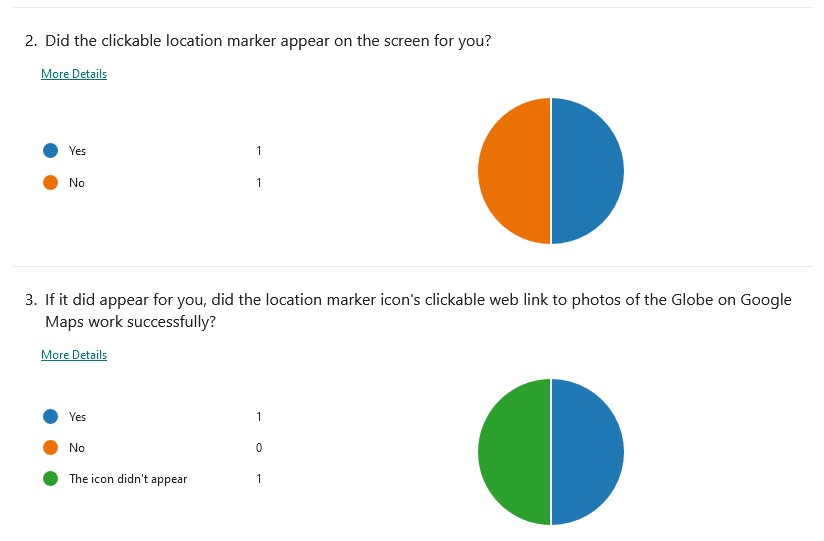 2. Did the clickable location marker appear on the screen for you?
More Details
Yes 1
No 1
3. If it did appear for you, did the location marker icon's clickable web link to photos of the Globe on Google
Maps work successfully?
More Details
Yes 1
No 0
The icon didn't appear 1